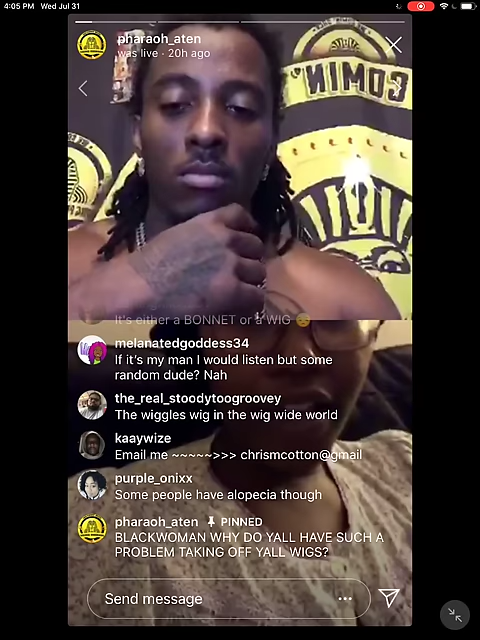 4:05 PM Wed Jul 31
pharaoh_aten
was live · 20h ago
COMIN
It's either a BONNET or a WIG 😴
melanatedgoddess34
If it's my man I would listen but some
random dude? Nah
the_real_stoodytoogroovey
The wiggles wig in the wig wide world
kaaywize
Email me ~~~~~>>> chrismcotton@gmail
purple_onixx
Some people have alopecia though
pharaoh_aten PINNED
BLACKWOMAN WHY DO YALL HAVE SUCH A
PROBLEM TAKING OFF YALL WIGS?
Send message